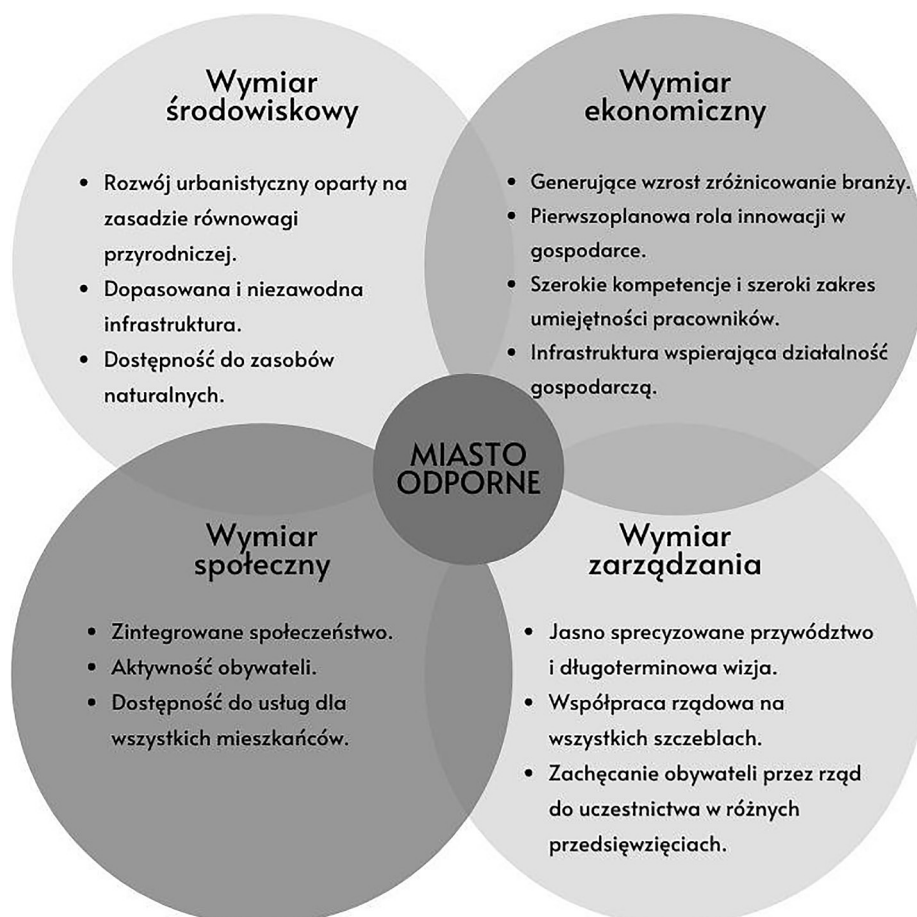 Wymiar
środowiskowy
• Rozwój urbanistyczny oparty na
zasadzie równowagi
przyrodniczej.
• Dopasowana i niezawodna
infrastruktura.
• Dostępność do zasobów
naturalnych.
Wymiar
ekonomiczny
• Generujące wzrost zróżnicowanie branży.
• Pierwszoplanowa rola innowacji w
gospodarce.
• Szerokie kompetencje i szeroki zakres
umiejętności pracowników.
• Infrastruktura wspierająca działalność
gospodarczą.
MIASTO
ODPORNE
Wymiar
społeczny
• Zintegrowane społeczeństwo.
• Aktywność obywateli.
• Dostępność do usług dla
wszystkich mieszkańców.
Wymiar
zarządzania
• Jasno sprecyzowane przywództwo
i długoterminowa wizja.
• Współpraca rządowa na
wszystkich szczeblach.
• Zachęcanie obywateli przez rząd
do uczestnictwa w różnych
przedsięwzięciach.